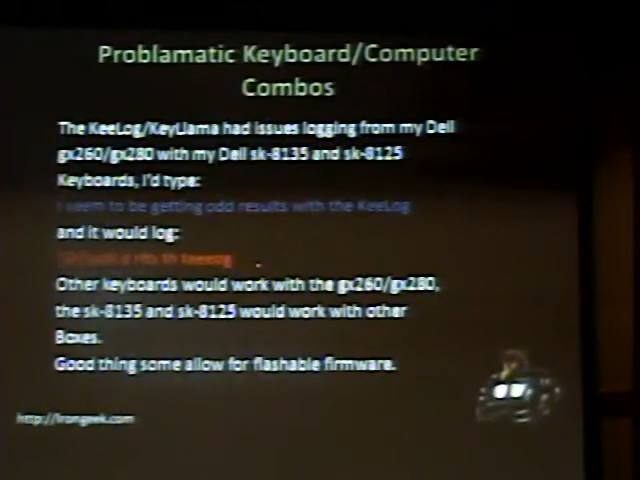 Problamatic Keyboard/Computer
Combos
The KeeLog/KeyLlama had issues logging from my Dell
gx260/gx280 with my Dell sk-8135 and sk-8125
Keyboards, I'd type:
I seem to be getting odd results with the KeeLog
and it would log:
Other keyboards would work with the gx260/gx280,
the sk-8135 and sk-8125 would work with other
Boxes.
Good thing some allow for flashable firmware.
http://Irongeek.com